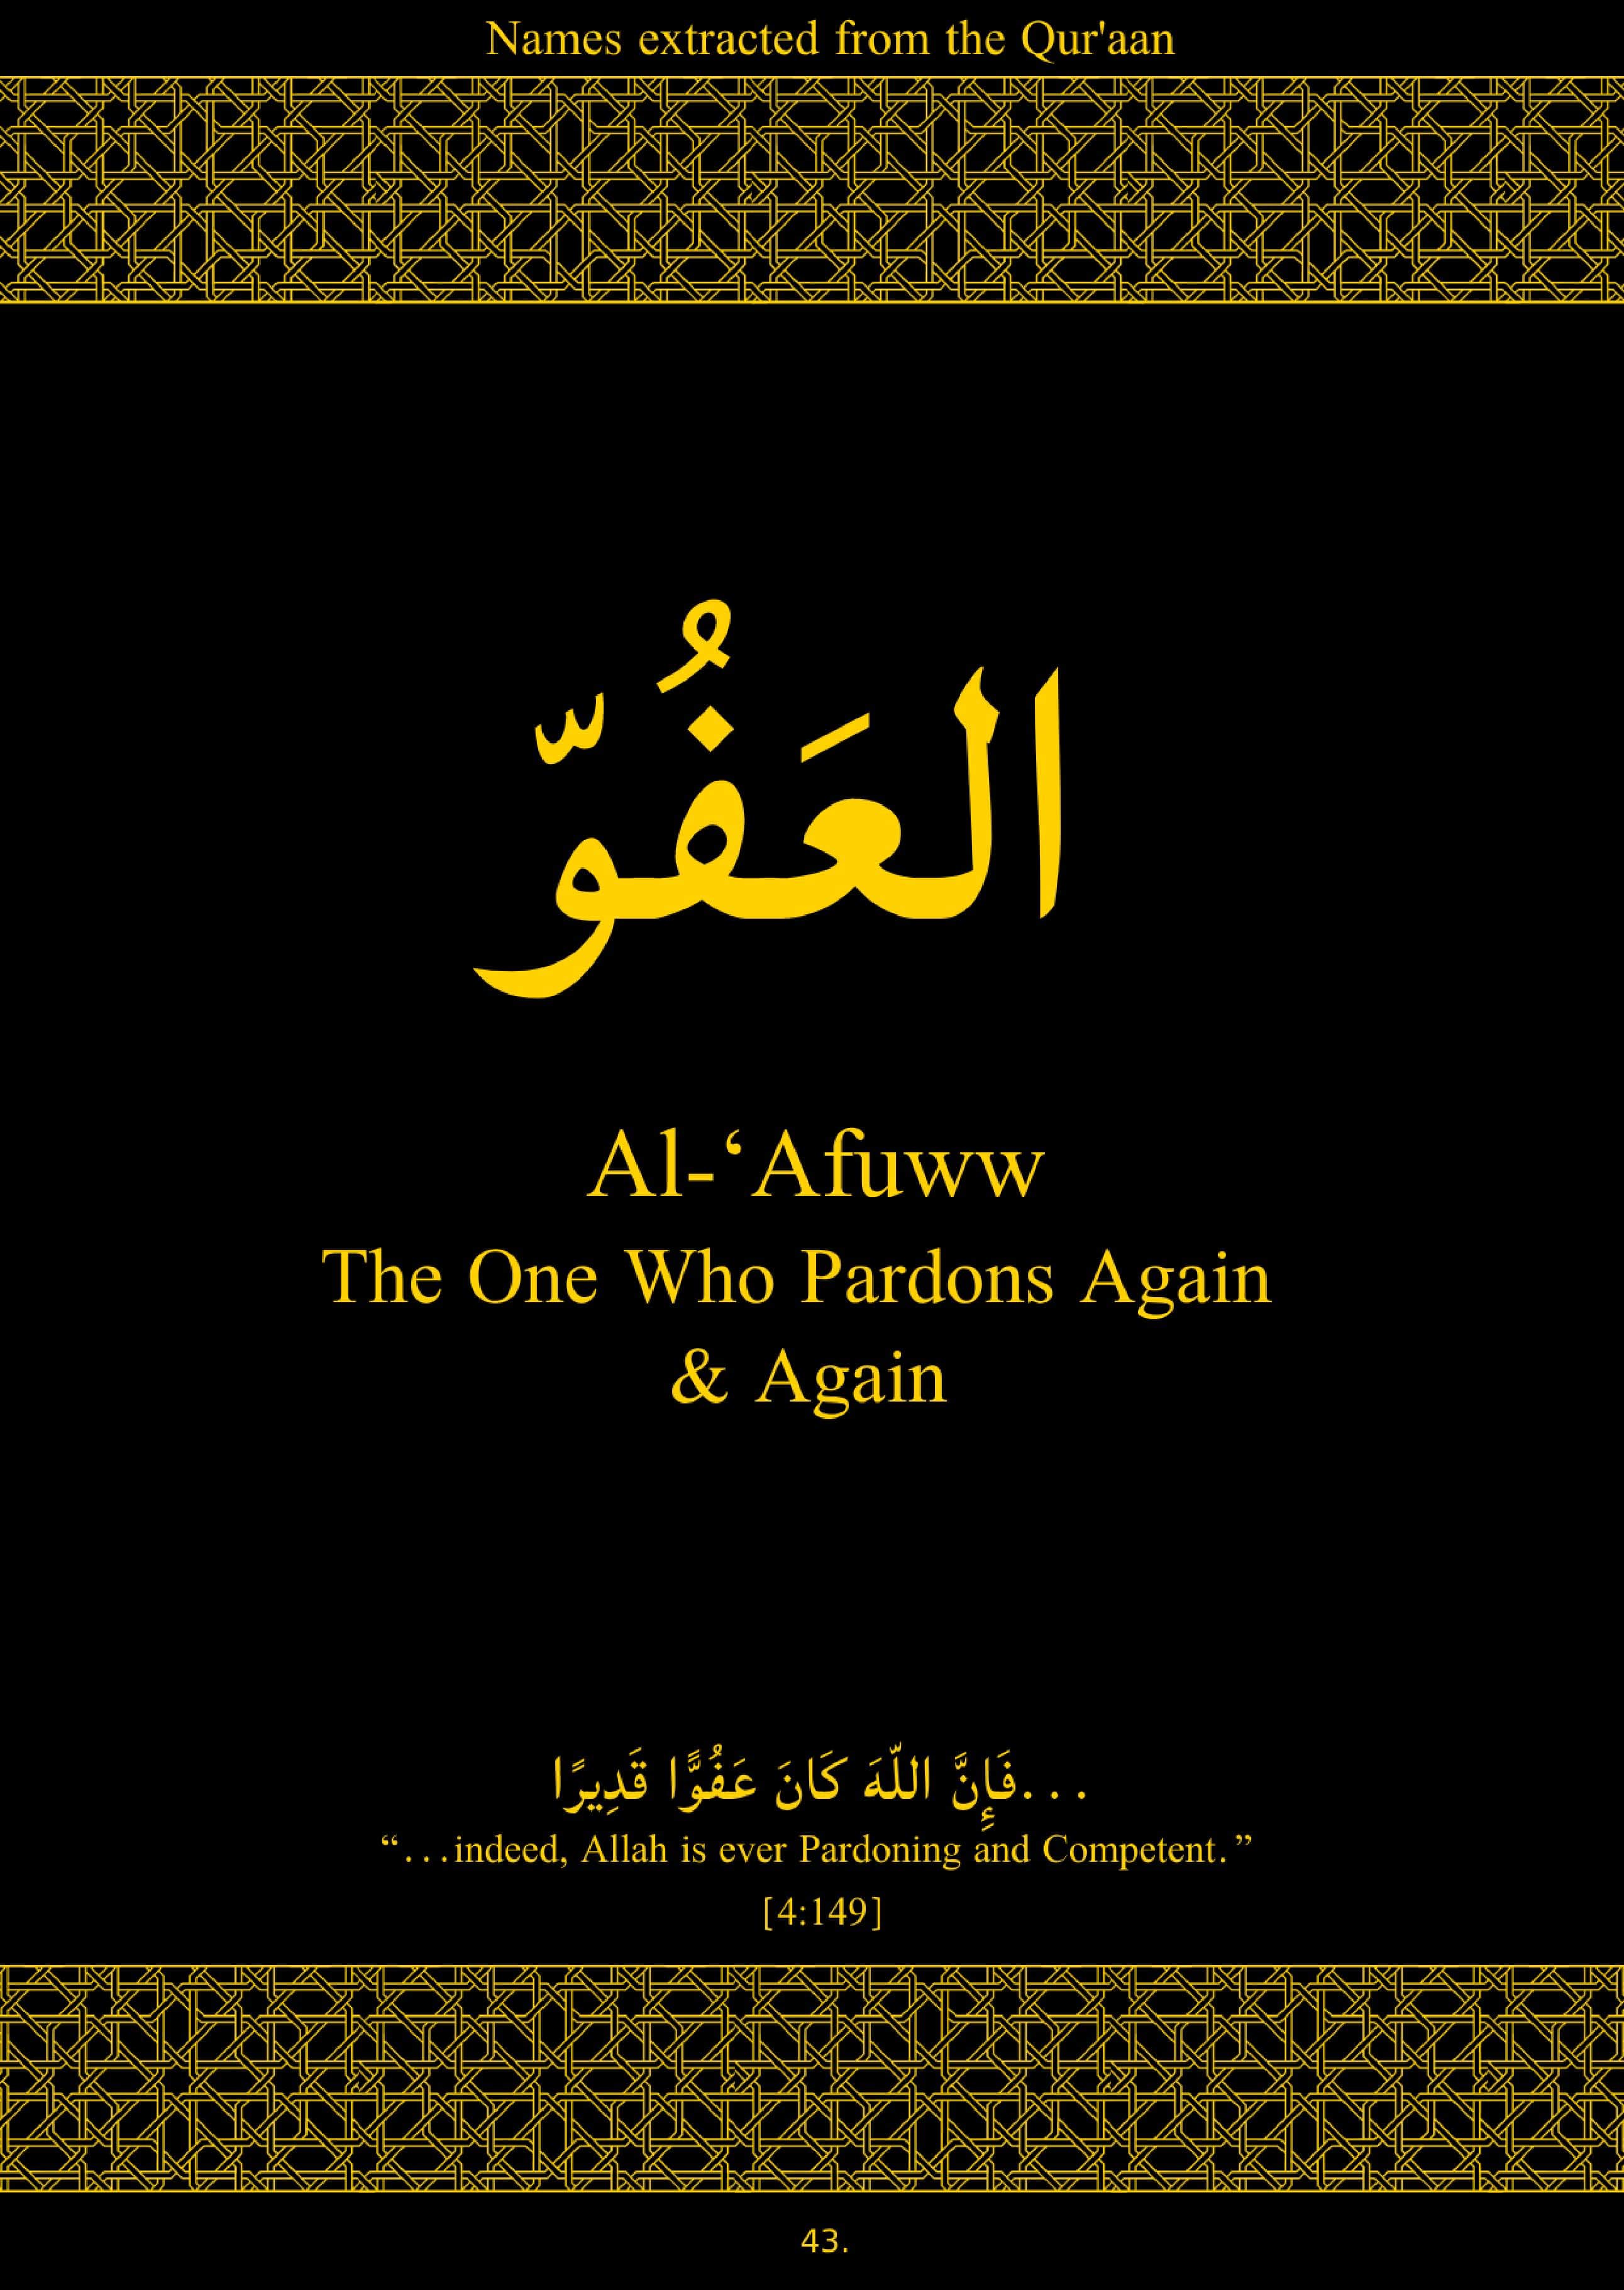 Names extracted from the Qur'aan
العَفُوّ
Al-‘Afuww
The One Who Pardons Again
& Again
...فَإِنَّ اللّهَ كَانَ عَفُوًّا قَدِيرًا
“...indeed, Allah is ever Pardoning and Competent.”
[4:149]
43.